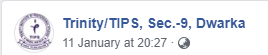 Trinity/TIPS, Sec.-9, Dwarka
11 January at 20:27 ·